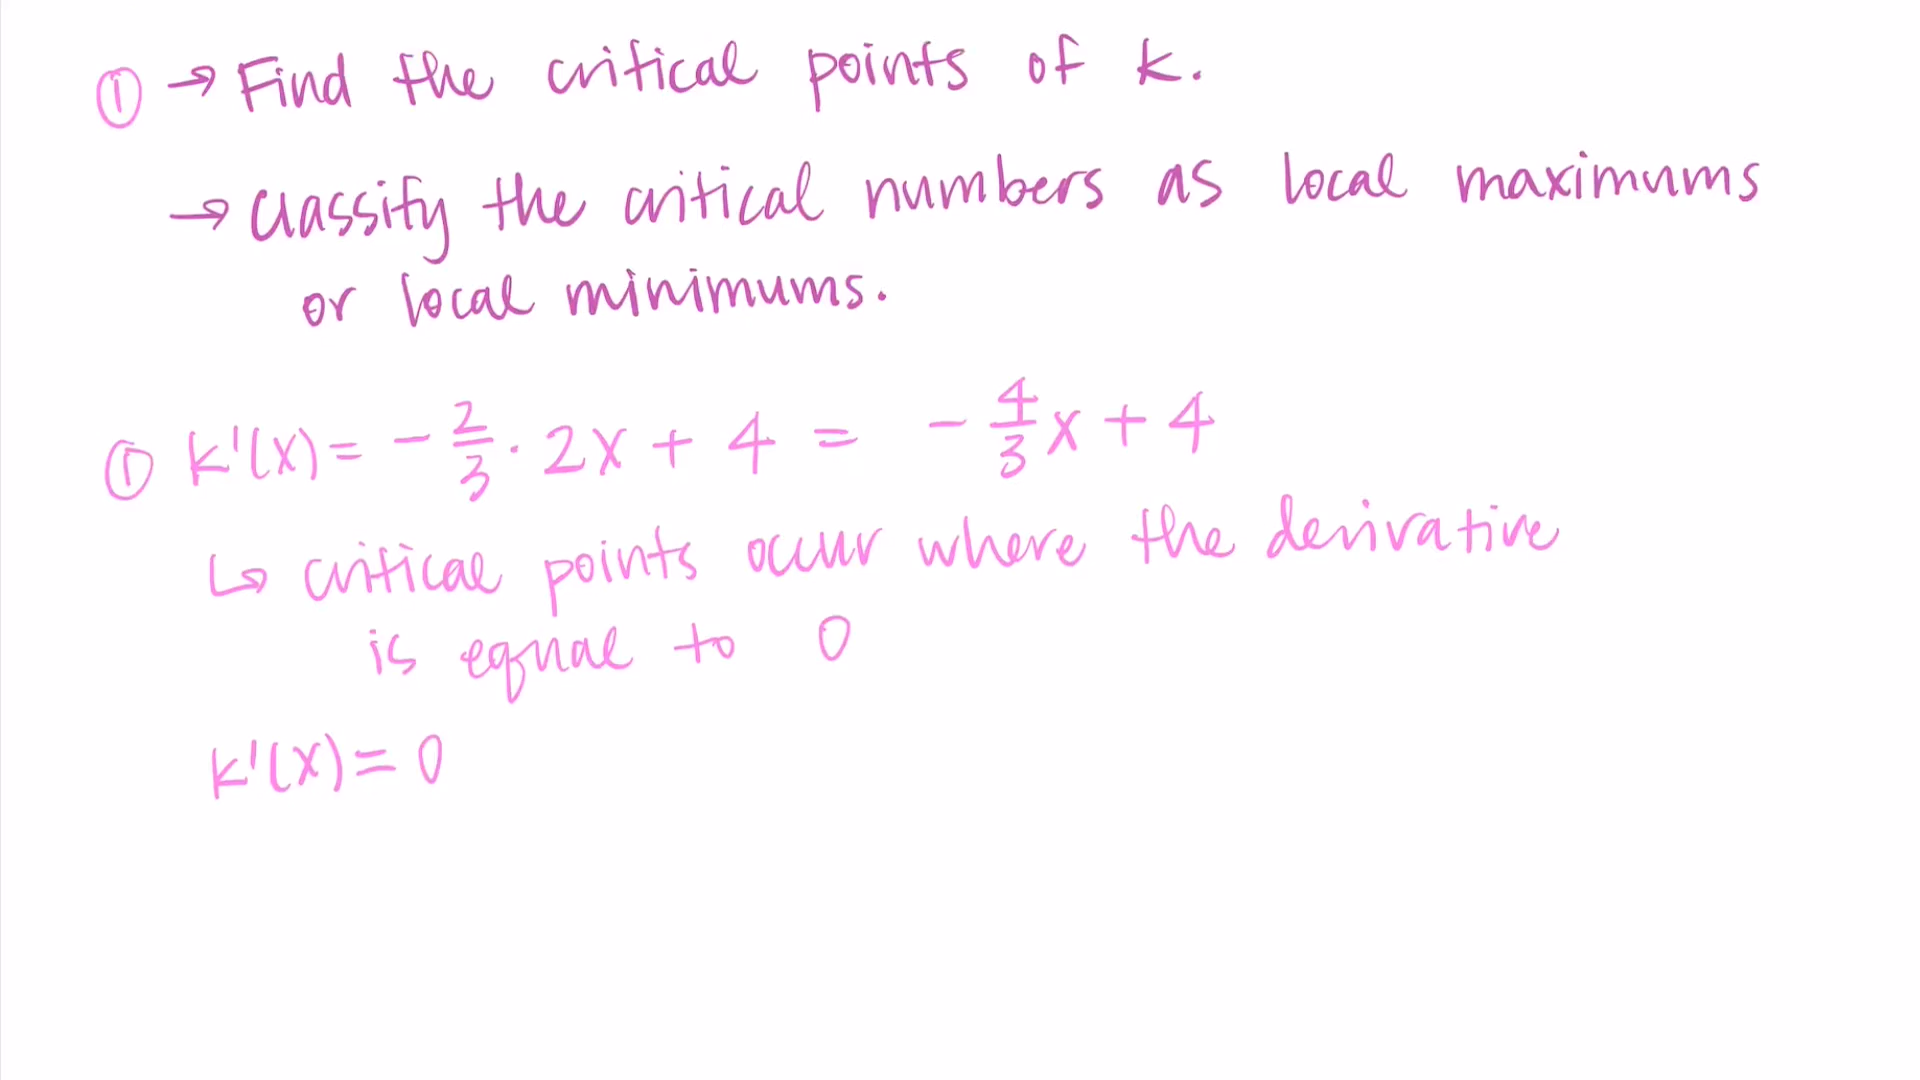 ① → Find the critical points of k.
→ Classify the critical numbers as local maximums
or local minimums.
① k'(x) = - 2/3 · 2x + 4 = - 4/3 x + 4
↳ critical points occur where the derivative
is equal to 0
k'(x) = 0